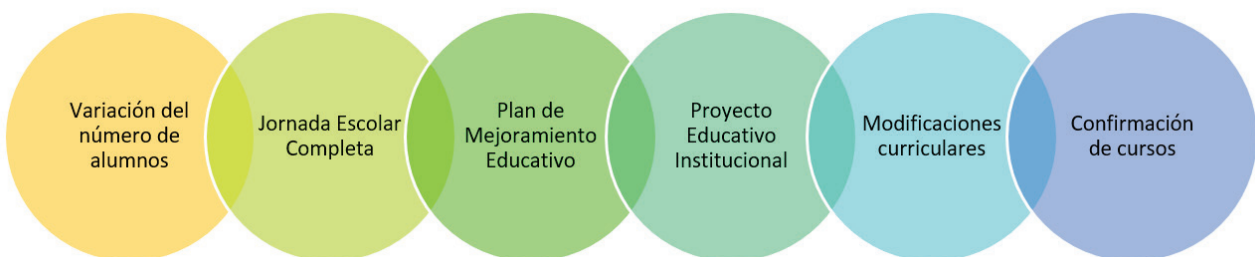 Variación del
número de
alumnos
Jornada Escolar
Completa
Plan de
Mejoramiento
Educativo
Proyecto
Educativo
Institucional
Modificaciones
curriculares
Confirmación
de cursos